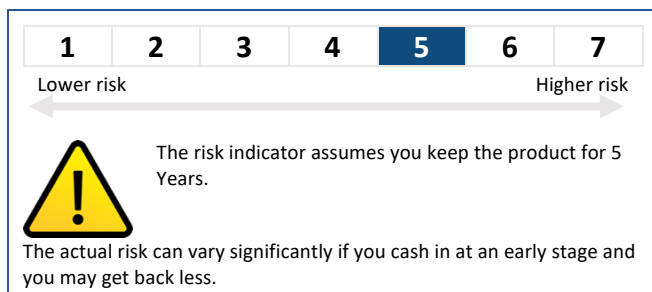 1 2 3 4 5 6 7
Lower risk Higher risk
The risk indicator assumes you keep the product for 5
Years.
The actual risk can vary significantly if you cash in at an early stage and
you may get back less.